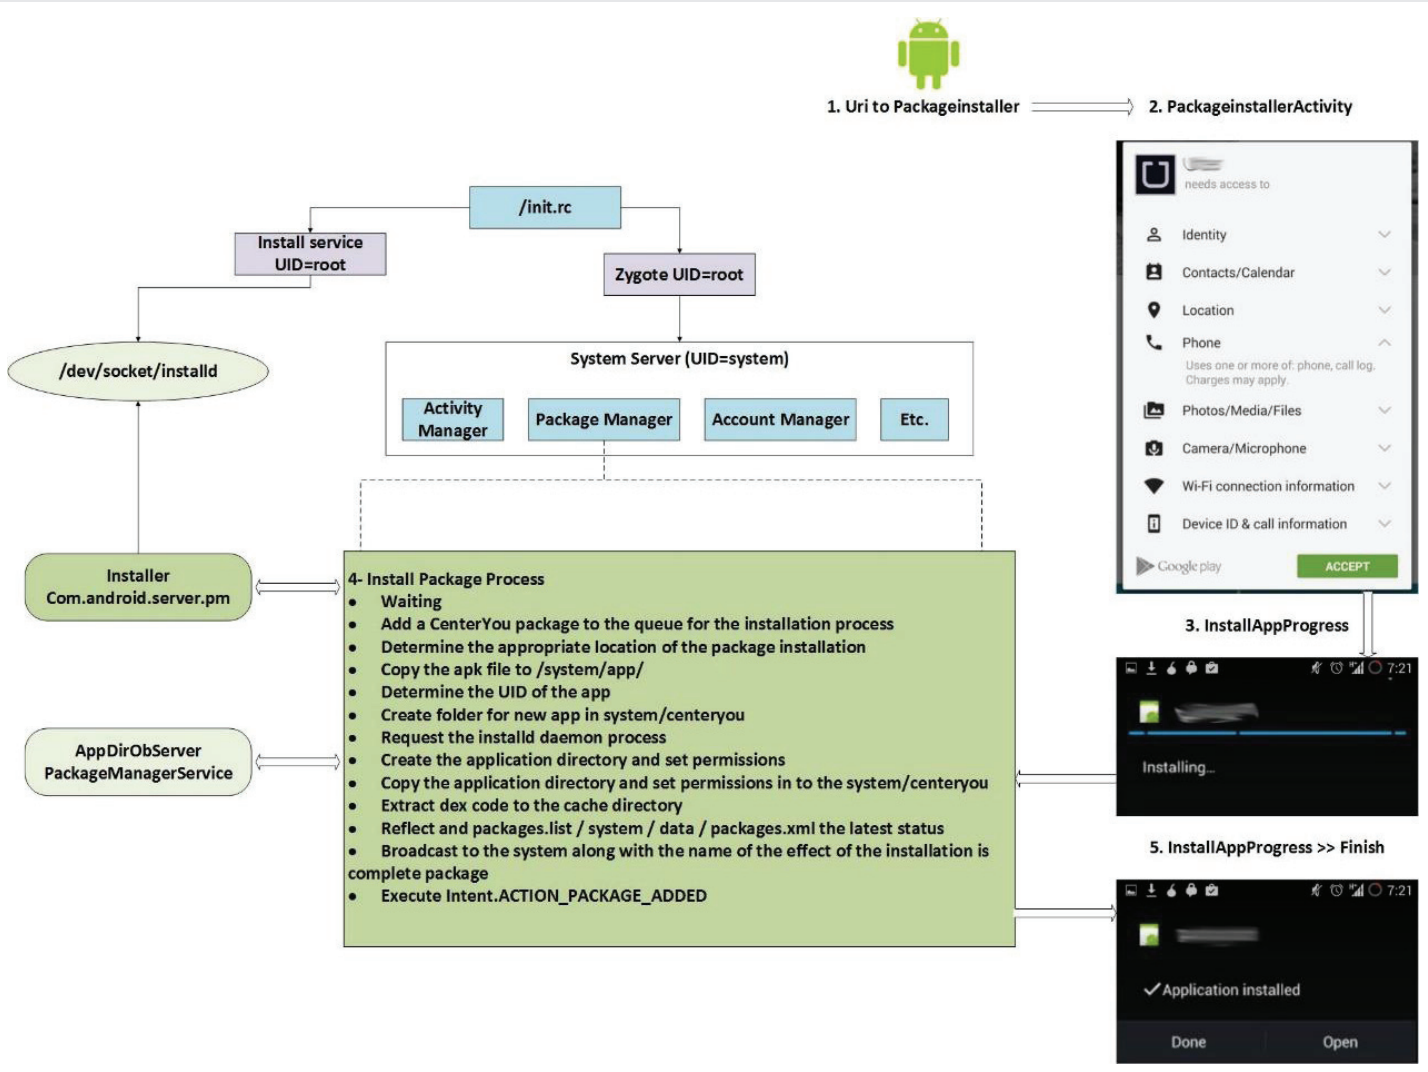 1. Uri to Packageinstaller
2. PackageinstallerActivity
needs access to
Identity
Contacts/Calendar
Location
Phone
Uses one or more of: phone, call log.
Charges may apply.
Photos/Media/Files
Camera/Microphone
Wi-Fi connection information
Device ID & call information
Google play
ACCEPT
3. InstallAppProgress
7:21
Installing...
5. InstallAppProgress >> Finish
7:21
Application installed
Done
Open
/init.rc
Install service
UID=root
Zygote UID=root
/dev/socket/installd
System Server (UID=system)
Activity
Manager
Package Manager
Account Manager
Etc.
Installer
Com.android.server.pm
AppDirObServer
PackageManagerService
4- Install Package Process
• Waiting
• Add a CenterYou package to the queue for the installation process
• Determine the appropriate location of the package installation
• Copy the apk file to /system/app/
• Determine the UID of the app
• Create folder for new app in system/centeryou
• Request the installd daemon process
• Create the application directory and set permissions
• Copy the application directory and set permissions in to the system/centeryou
• Extract dex code to the cache directory
• Reflect and packages.list / system / data / packages.xml the latest status
• Broadcast to the system along with the name of the effect of the installation is
complete package
• Execute Intent.ACTION_PACKAGE_ADDED